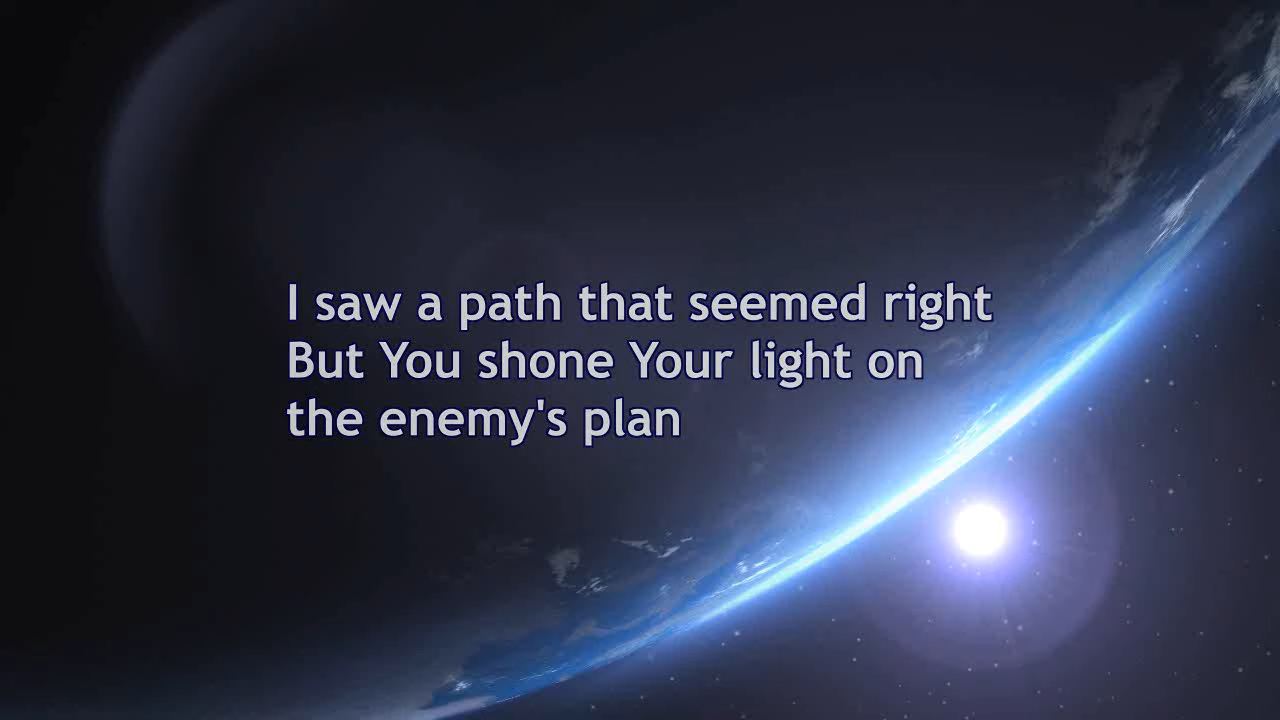 I saw a path that seemed right
But You shone Your light on
the enemy's plan